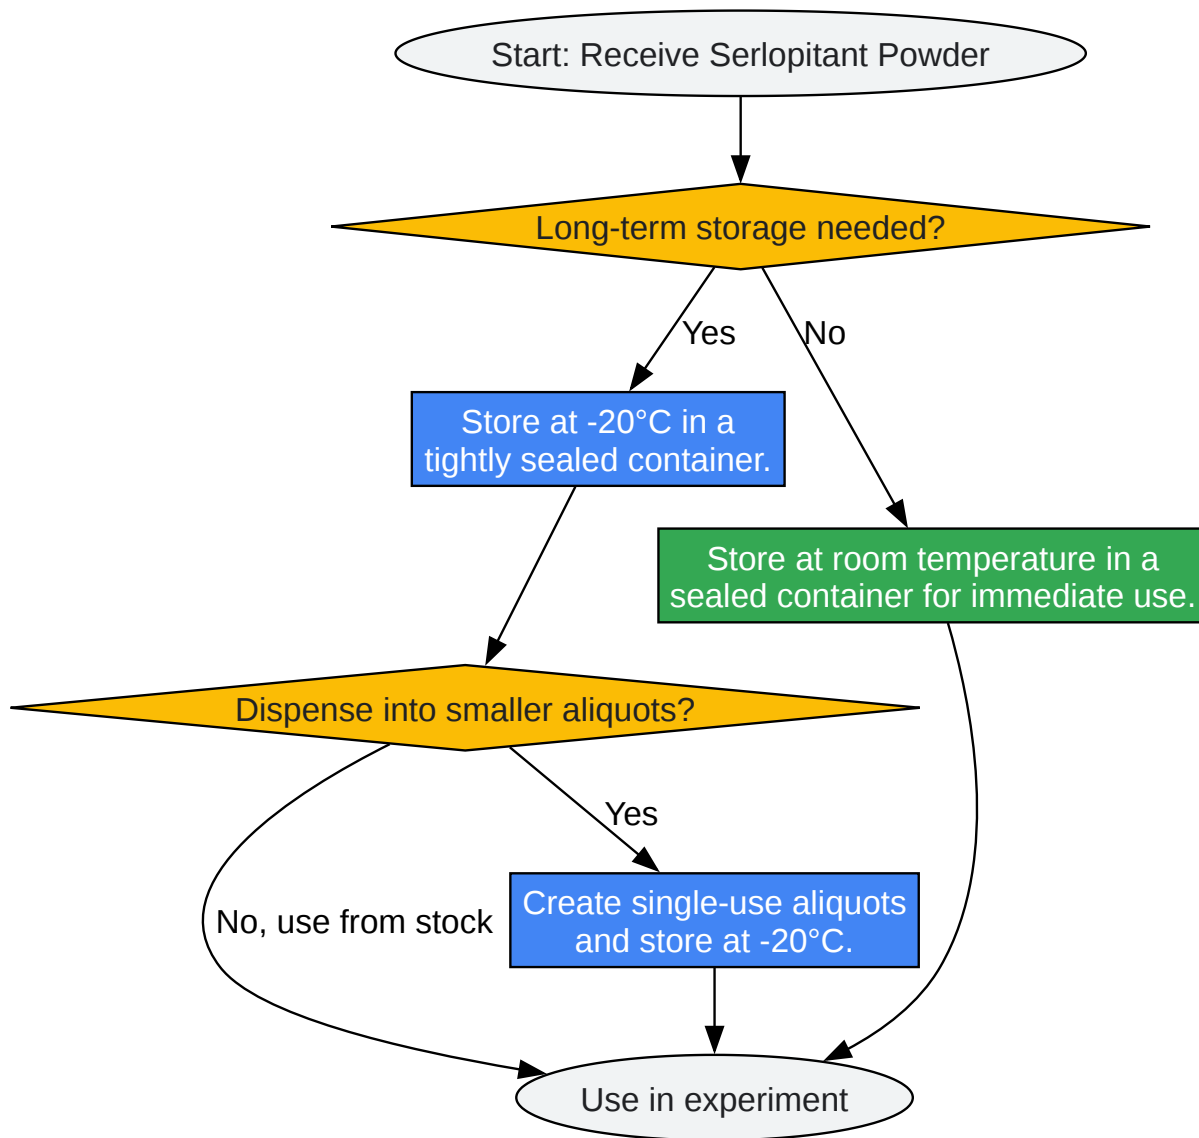 Start: Receive Serlopitant Powder
Long-term storage needed?
Yes
No
Store at -20°C in a
tightly sealed container.
Store at room temperature in a
sealed container for immediate use.
Dispense into smaller aliquots?
Yes
No, use from stock
Create single-use aliquots
and store at -20°C.
Use in experiment